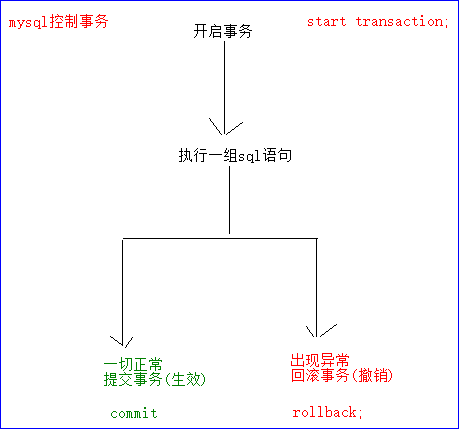 mysql控制事务
start transaction;
开启事务
执行一组sql语句
一切正常
提交事务(生效)
commit
出现异常
回滚事务(撤销)
rollback;